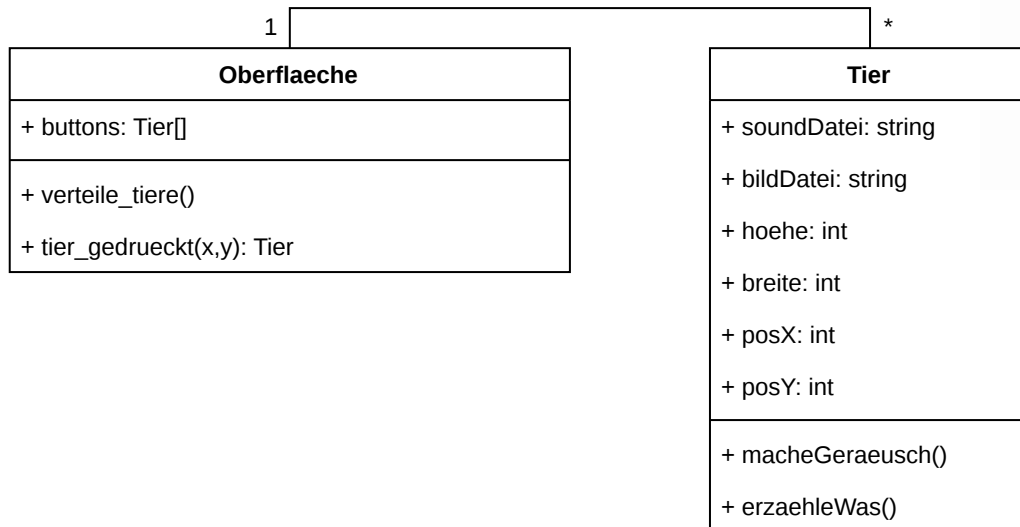 1
*
Oberflaeche
+ buttons: Tier[]
+ verteile_tiere()
+ tier_gedrueckt(x,y): Tier
Tier
+ soundDatei: string
+ bildDatei: string
+ hoehe: int
+ breite: int
+ posX: int
+ posY: int
+ macheGeraeusch()
+ erzaehleWas()